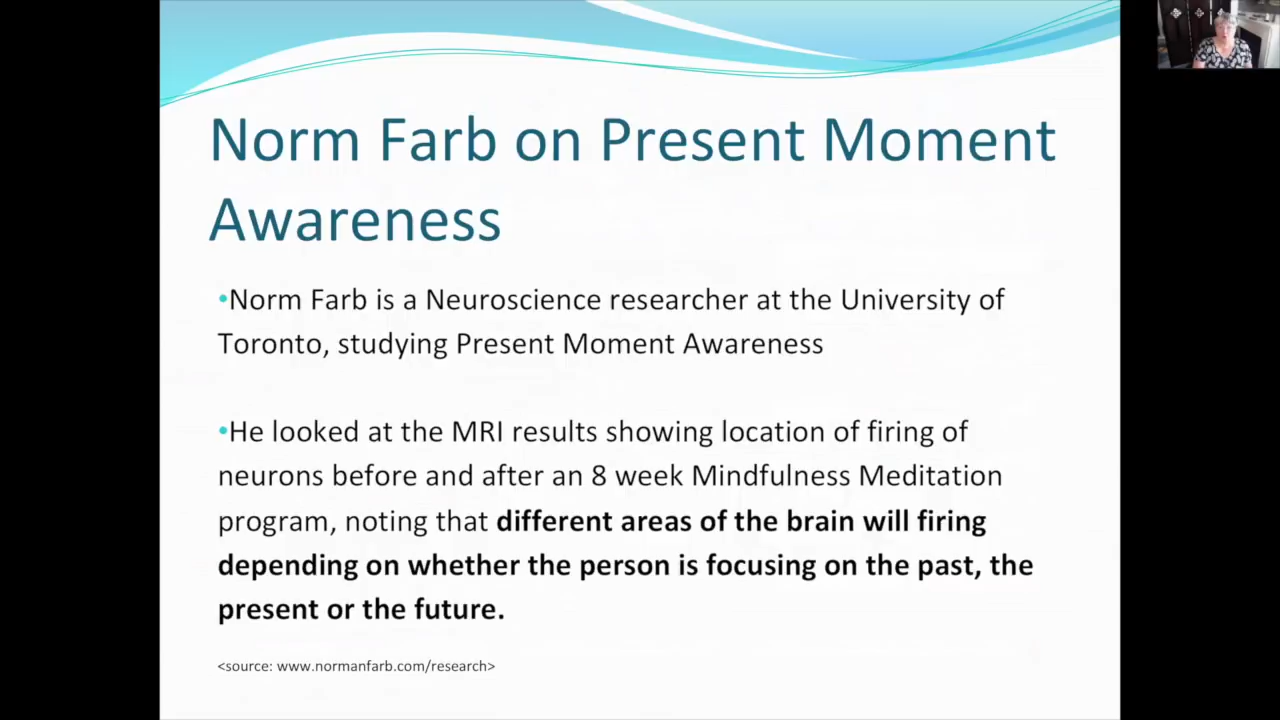 Norm Farb on Present Moment
Awareness
•Norm Farb is a Neuroscience researcher at the University of
Toronto, studying Present Moment Awareness
•He looked at the MRI results showing location of firing of
neurons before and after an 8 week Mindfulness Meditation
program, noting that different areas of the brain will firing
depending on whether the person is focusing on the past, the
present or the future.
<source: www.normanfarb.com/research>